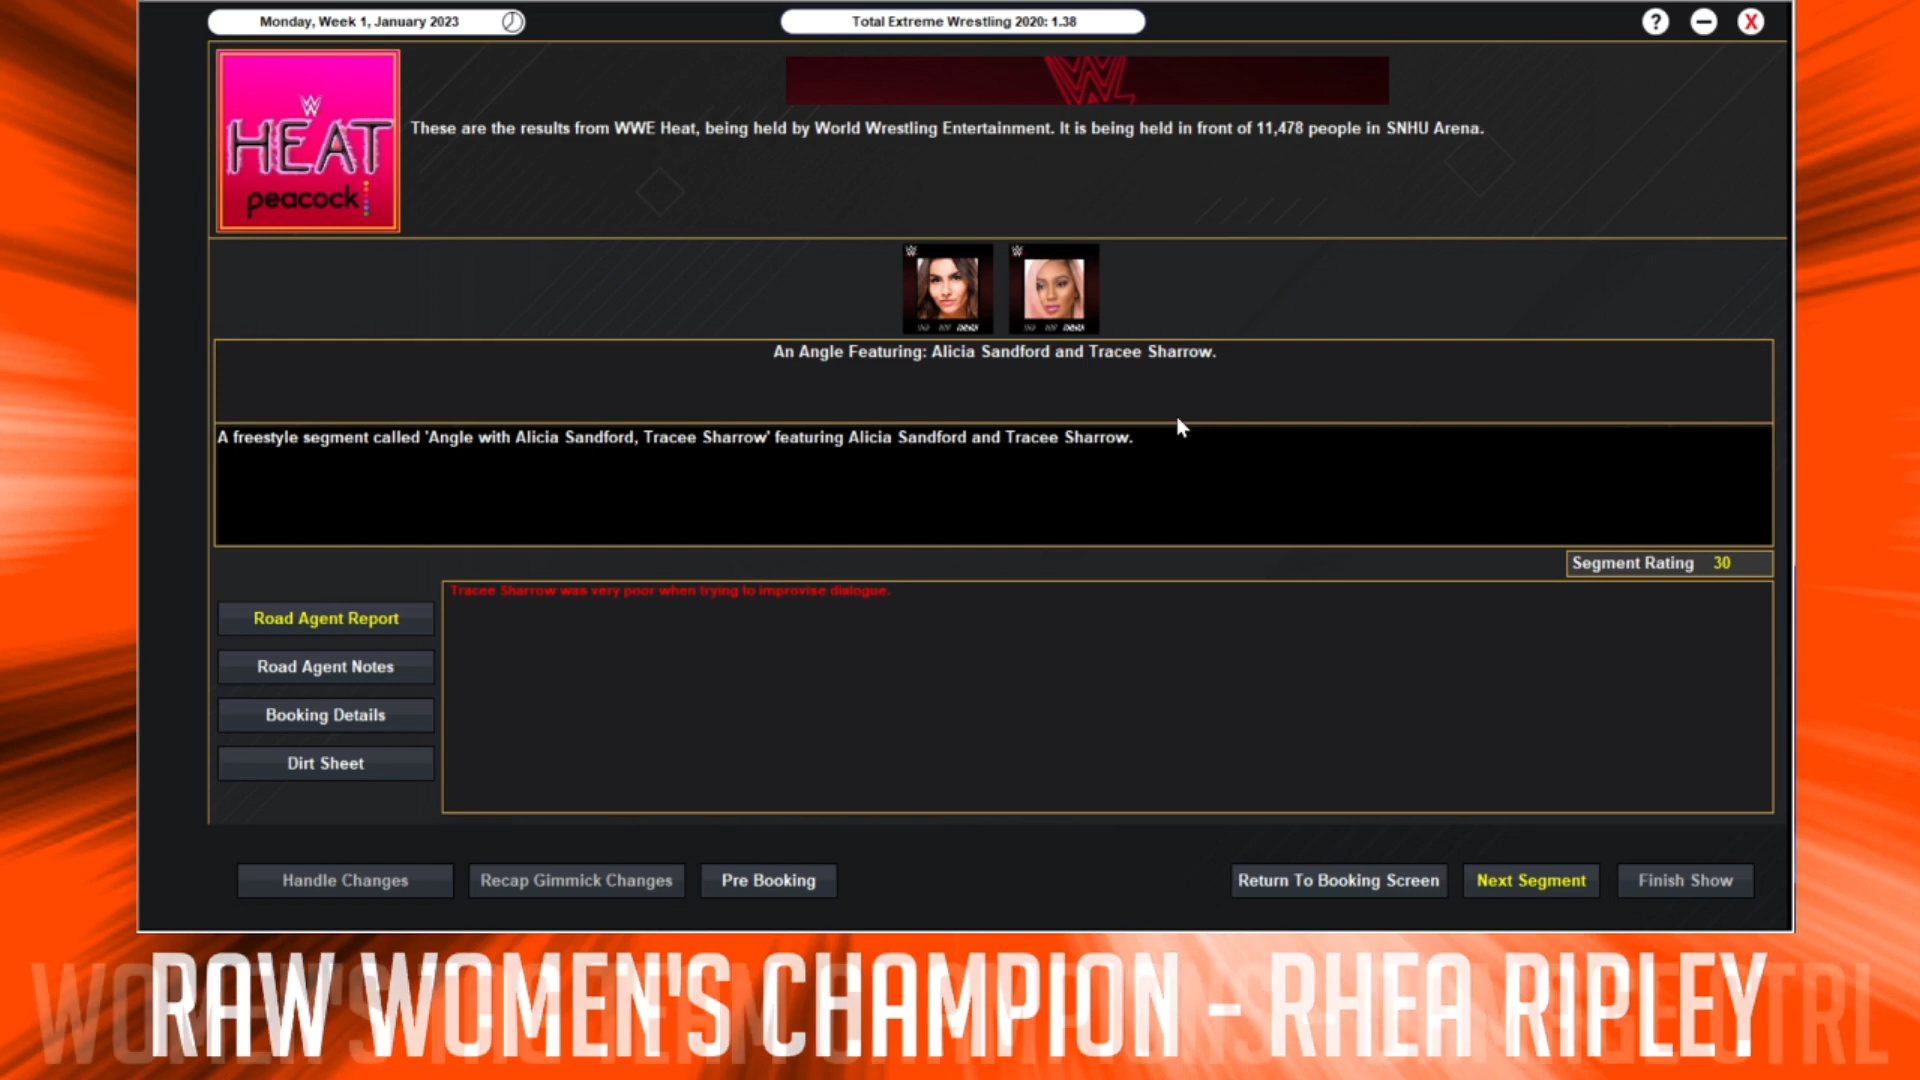 Monday, Week 1, January 2023
Total Extreme Wrestling 2020: 1.38
?
X
W
HEAT
peacock
These are the results from WWE Heat, being held by World Wrestling Entertainment. It is being held in front of 11,478 people in SNHU Arena.
An Angle Featuring: Alicia Sandford and Tracee Sharrow.
A freestyle segment called 'Angle with Alicia Sandford, Tracee Sharrow' featuring Alicia Sandford and Tracee Sharrow.
Segment Rating 30
Tracee Sharrow was very poor when trying to improvise dialogue.
Road Agent Report
Road Agent Notes
Booking Details
Dirt Sheet
Handle Changes
Recap Gimmick Changes
Pre Booking
Return To Booking Screen
Next Segment
Finish Show
RAW WOMEN'S CHAMPION - RHEA RIPLEY